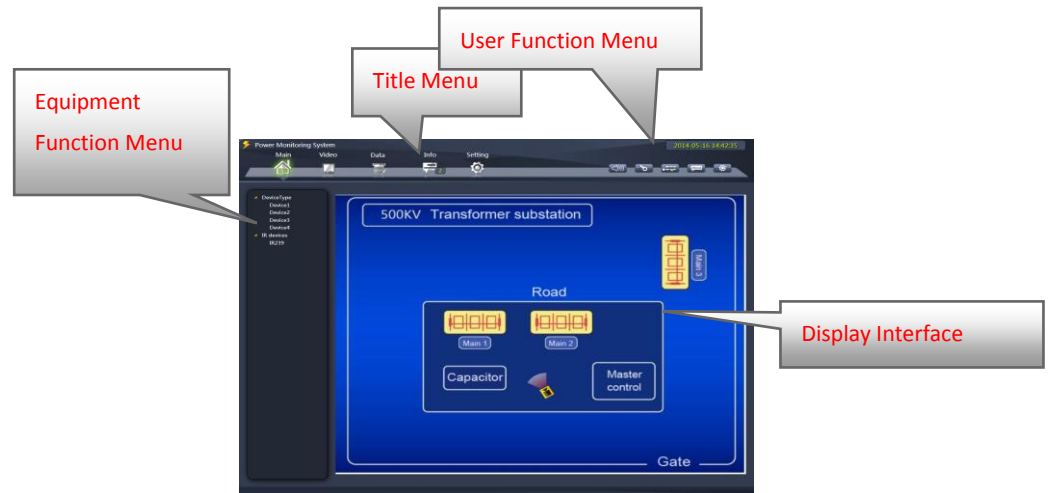 User Function Menu
Title Menu
Equipment
Function Menu
Power Monitoring System
2014-05-16 14:42:35
Main Video Data Info Setting
DeviceType
Device1
Device2
Device3
Device4
IR devices
IR239
500KV Transformer substation
Main 3
Road
Main 1
Main 2
Capacitor
Master
control
Gate
Display Interface